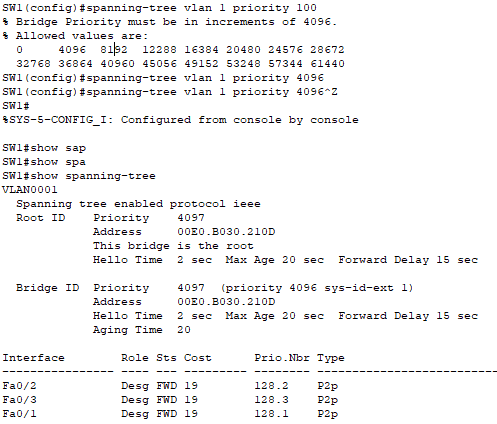 SW1(config)#spanning-tree vlan 1 priority 100
% Bridge Priority must be in increments of 4096.
% Allowed values are:
  0     4096  8192  12288 16384 20480 24576 28672
  32768 36864 40960 45056 49152 53248 57344 61440
SW1(config)#spanning-tree vlan 1 priority 4096
SW1(config)#spanning-tree vlan 1 priority 4096^Z
SW1#
%SYS-5-CONFIG_I: Configured from console by console
SW1#show sap
SW1#show spa
SW1#show spanning-tree
VLAN0001
  Spanning tree enabled protocol ieee
  Root ID    Priority    4097
             Address     00E0.B030.210D
             This bridge is the root
             Hello Time  2 sec  Max Age 20 sec  Forward Delay 15 sec
  Bridge ID  Priority    4097  (priority 4096 sys-id-ext 1)
             Address     00E0.B030.210D
             Hello Time  2 sec  Max Age 20 sec  Forward Delay 15 sec
             Aging Time  20
Interface        Role Sts Cost      Prio.Nbr Type
---------------- ---- --- --------- -------- --------------------------------
Fa0/2            Desg FWD 19        128.2    P2p
Fa0/3            Desg FWD 19        128.3    P2p
Fa0/1            Desg FWD 19        128.1    P2p